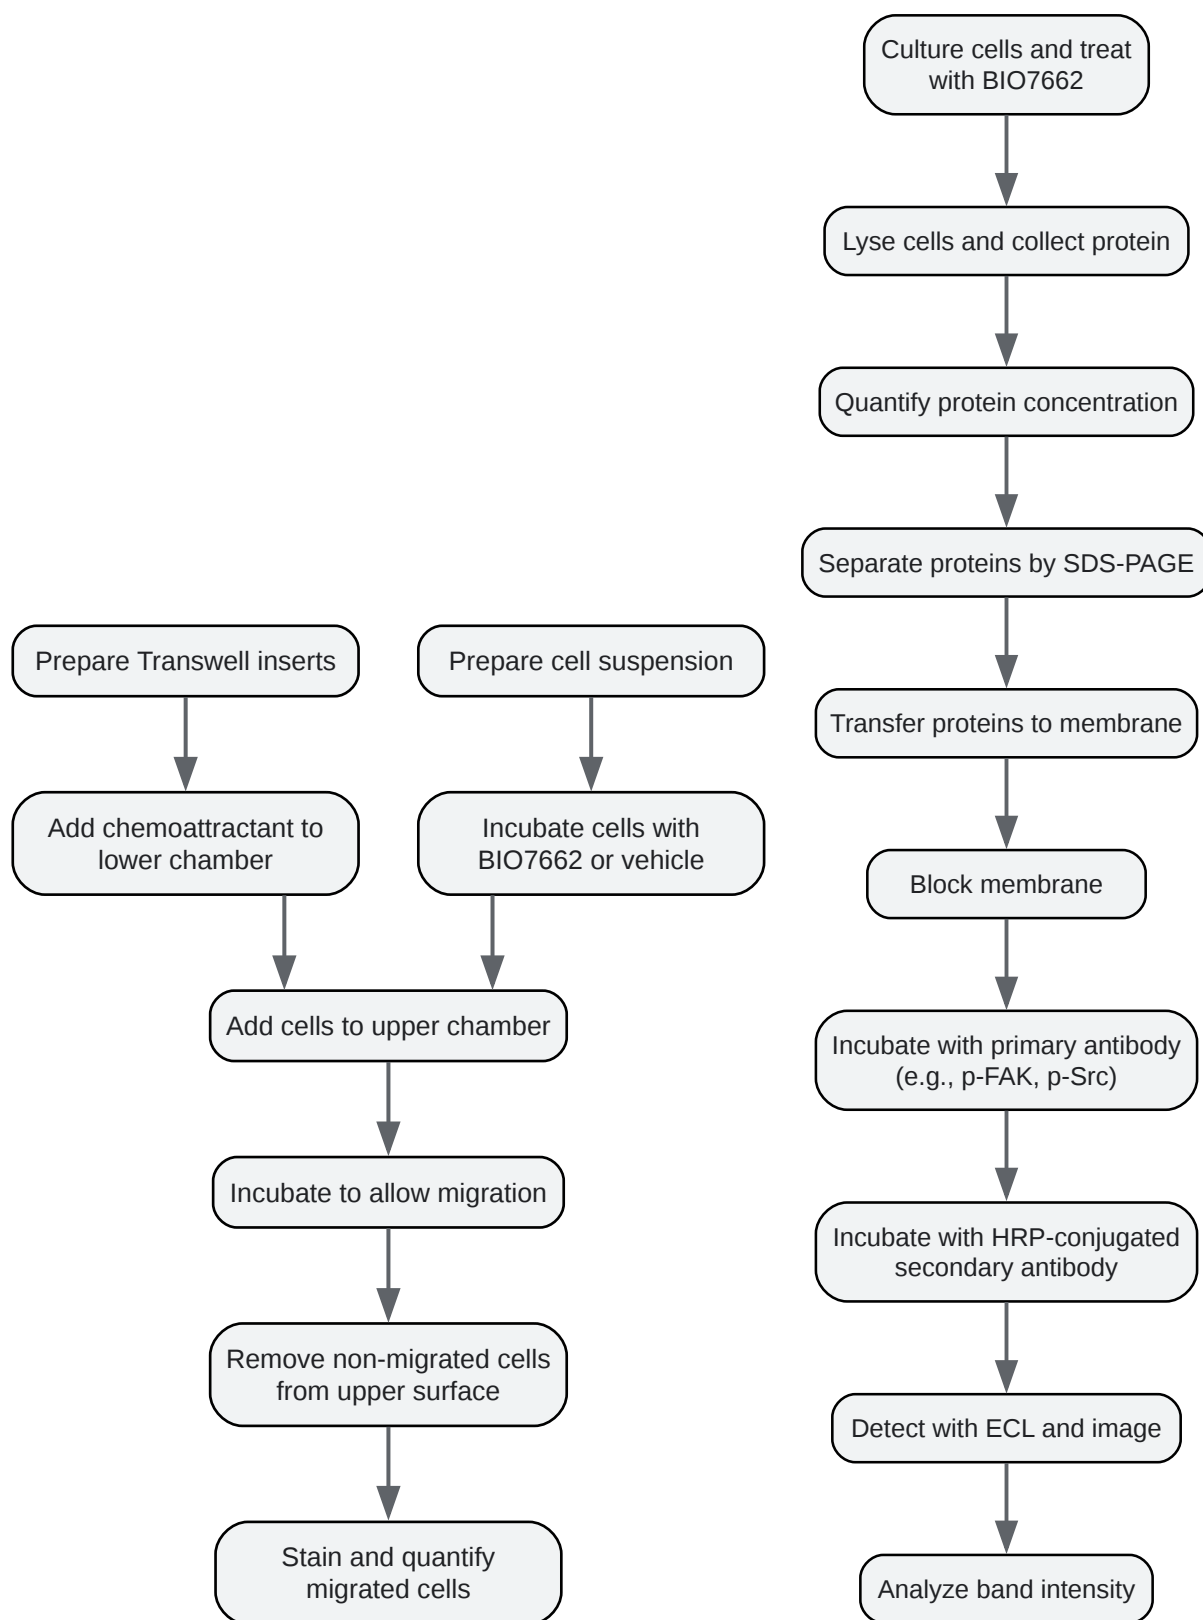 Prepare Transwell inserts
Prepare cell suspension
Add chemoattractant to
lower chamber
Incubate cells with
BIO7662 or vehicle
Add cells to upper chamber
Incubate to allow migration
Remove non-migrated cells
from upper surface
Stain and quantify
migrated cells
Culture cells and treat
with BIO7662
Lyse cells and collect protein
Quantify protein concentration
Separate proteins by SDS-PAGE
Transfer proteins to membrane
Block membrane
Incubate with primary antibody
(e.g., p-FAK, p-Src)
Incubate with HRP-conjugated
secondary antibody
Detect with ECL and image
Analyze band intensity